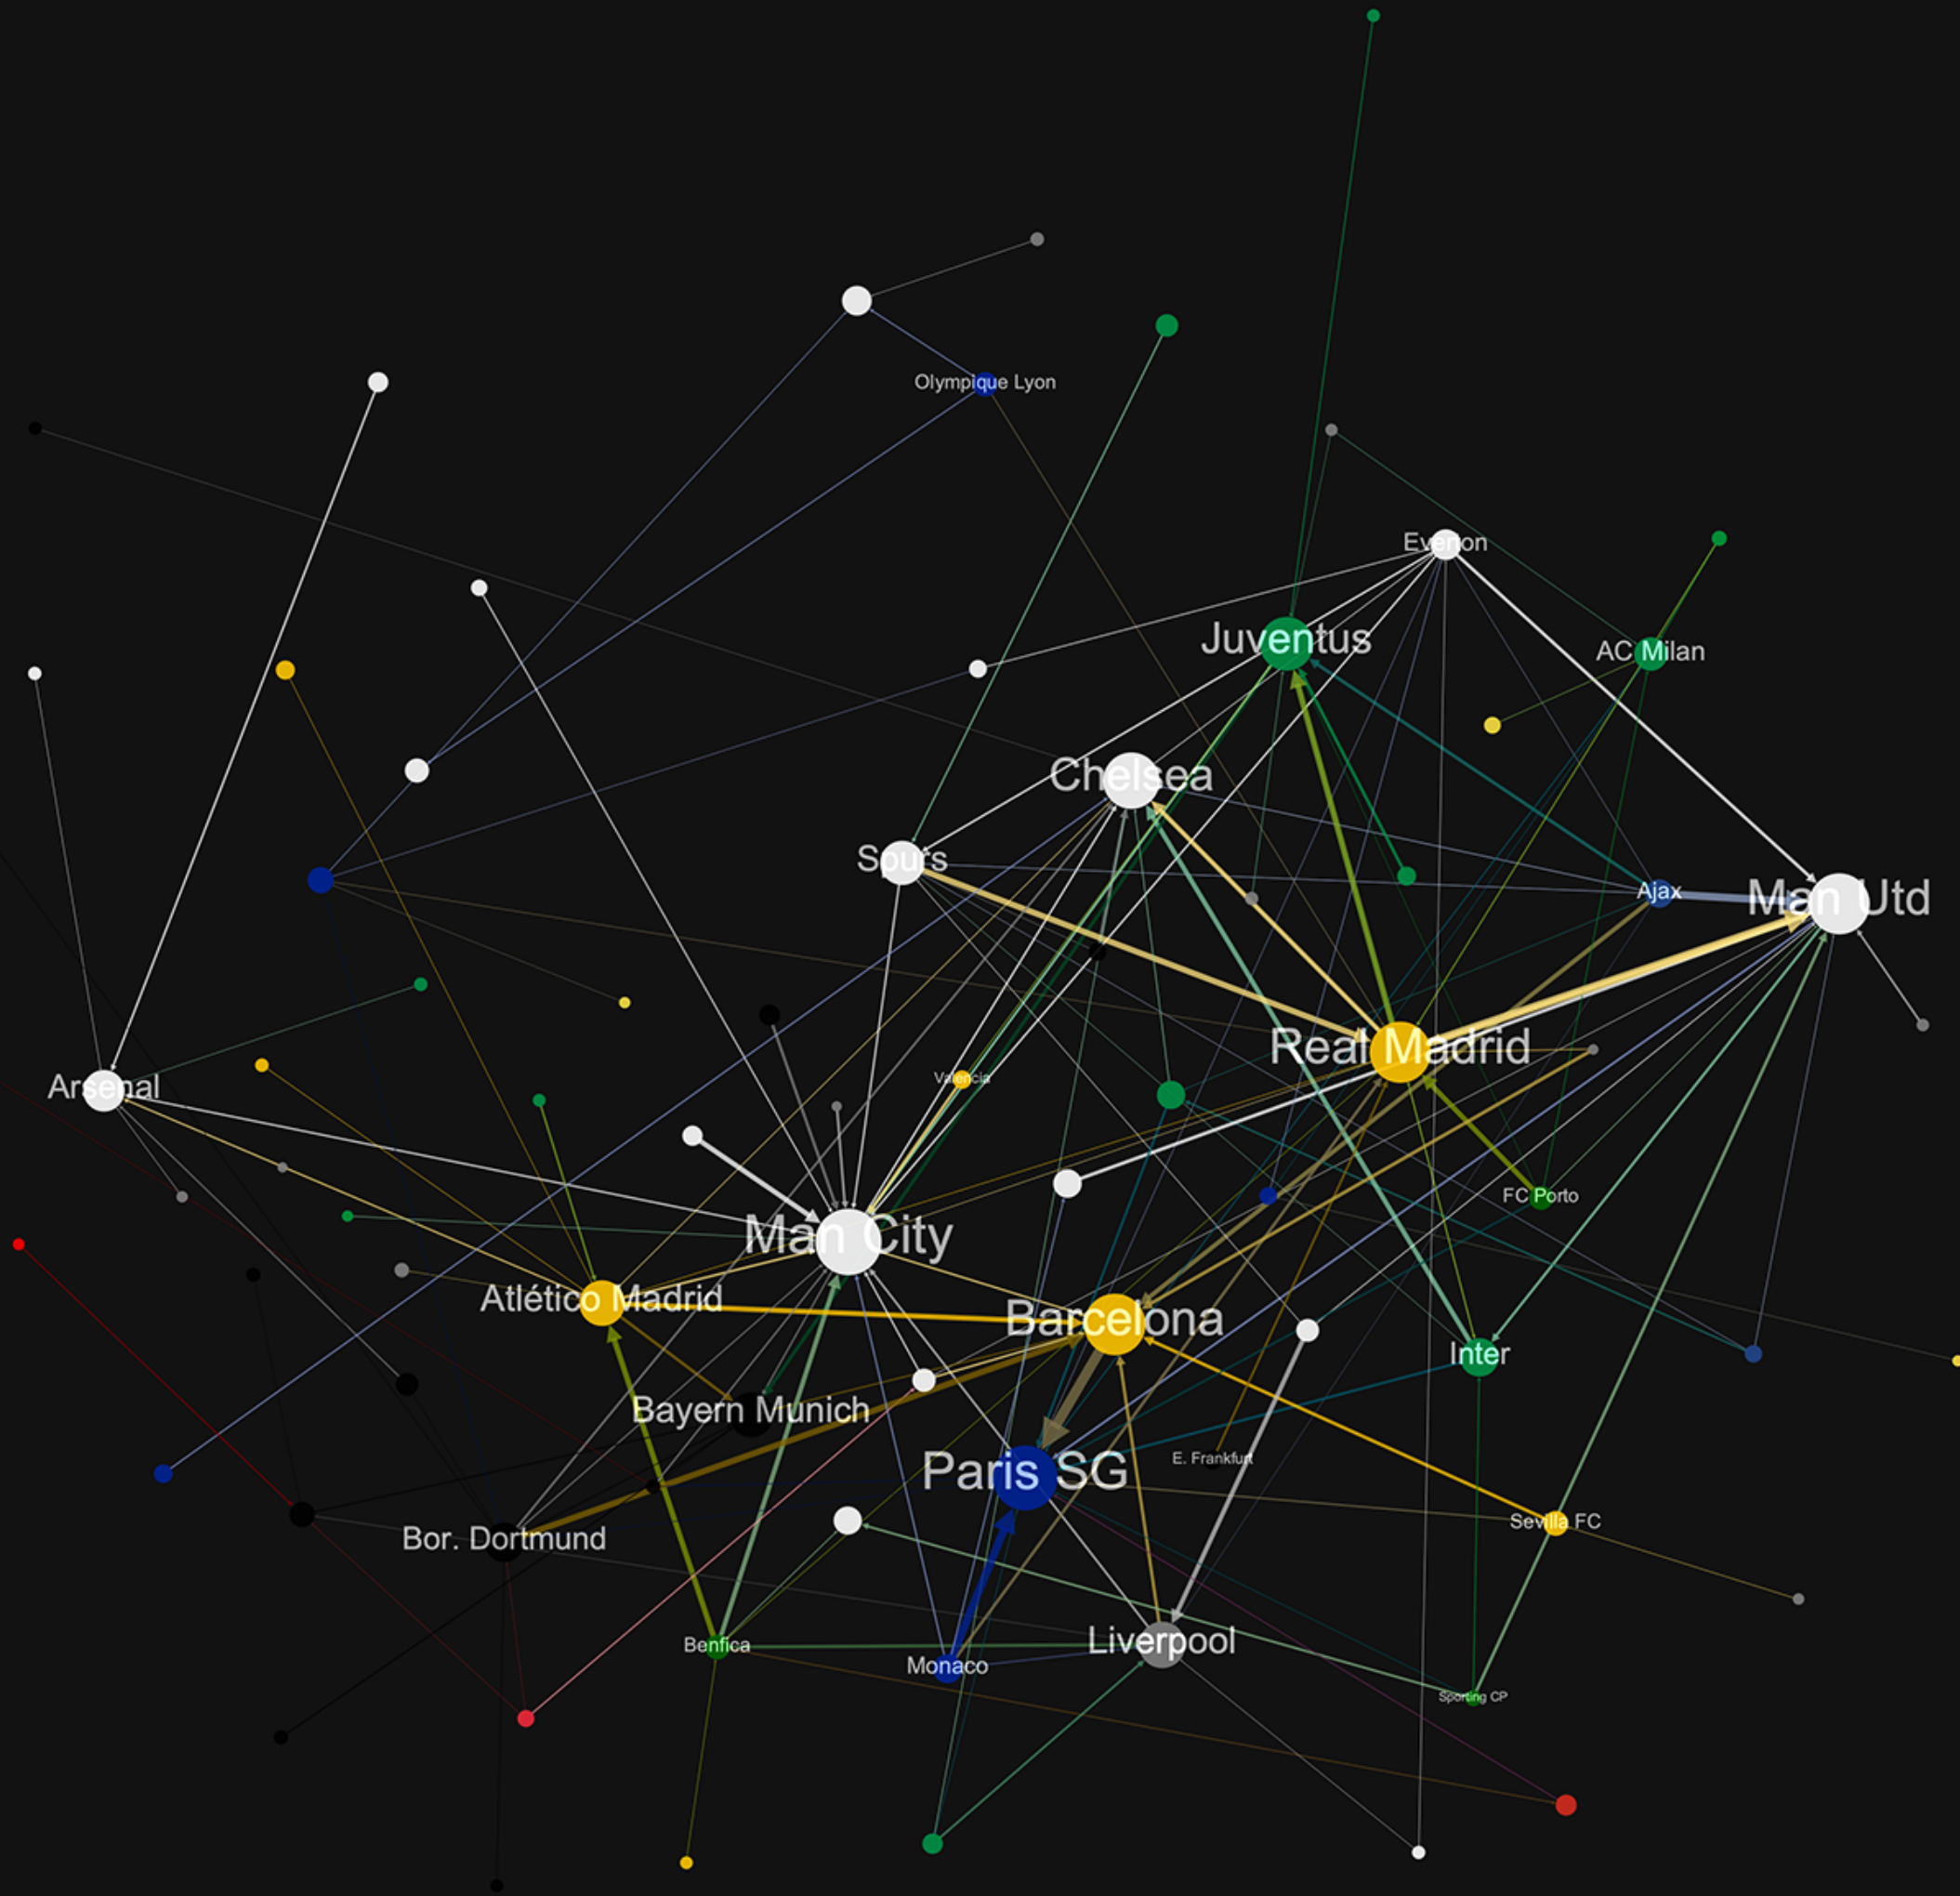 Olympique Lyon
Everton
Juventus
AC Milan
Chelsea
Spours
Ajax
Man Utd
Real Madrid
Valencia
Arsenal
FC Porto
Man City
Atlético Madrid
Barcelona
Inter
Bayern Munich
Paris SG
E. Frankfurt
Sevilla FC
Bor. Dortmund
Benfica
Monaco
Liverpool
Sporting CP